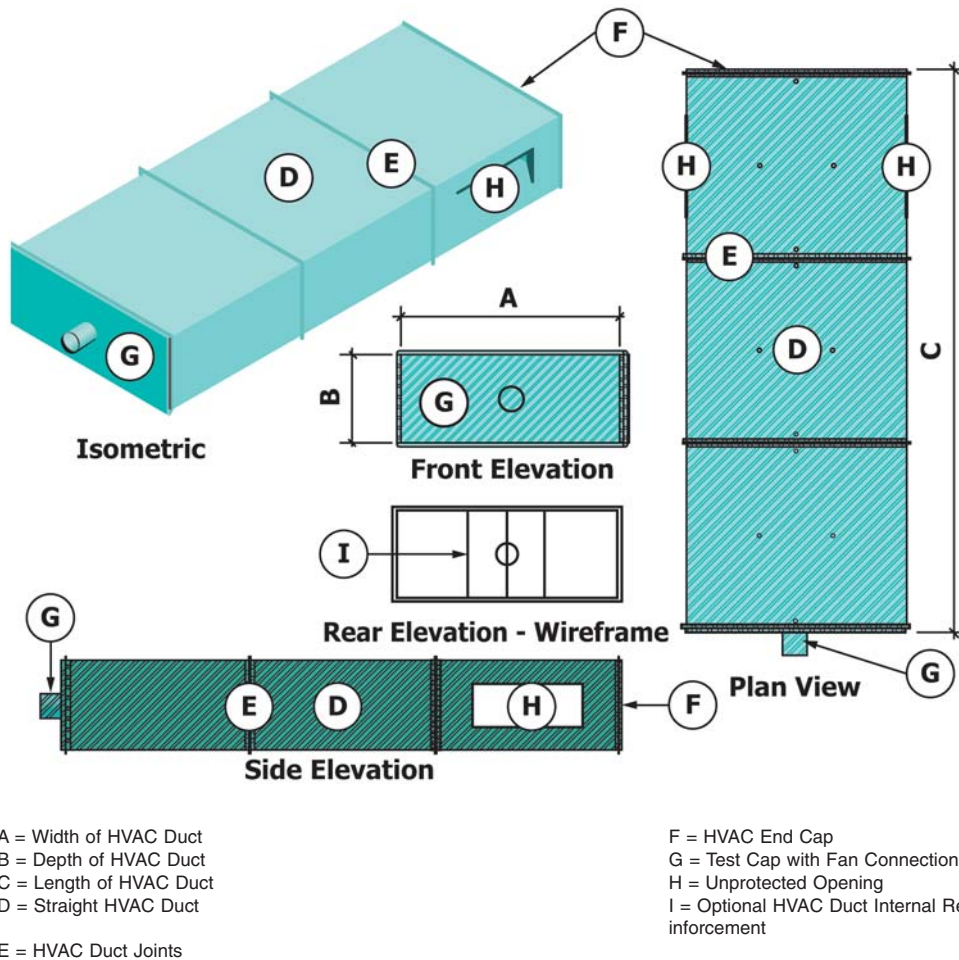 F
H
H
E
D
H
E
A
D
C
G
B
G
Isometric
Front Elevation
I
G
Rear Elevation - Wireframe
G
Plan View
E
D
H
F
Side Elevation
A = Width of HVAC Duct
B = Depth of HVAC Duct
C = Length of HVAC Duct
D = Straight HVAC Duct
E = HVAC Duct Joints
F = HVAC End Cap
G = Test Cap with Fan Connection
H = Unprotected Opening
I = Optional HVAC Duct Internal Re
inforcement